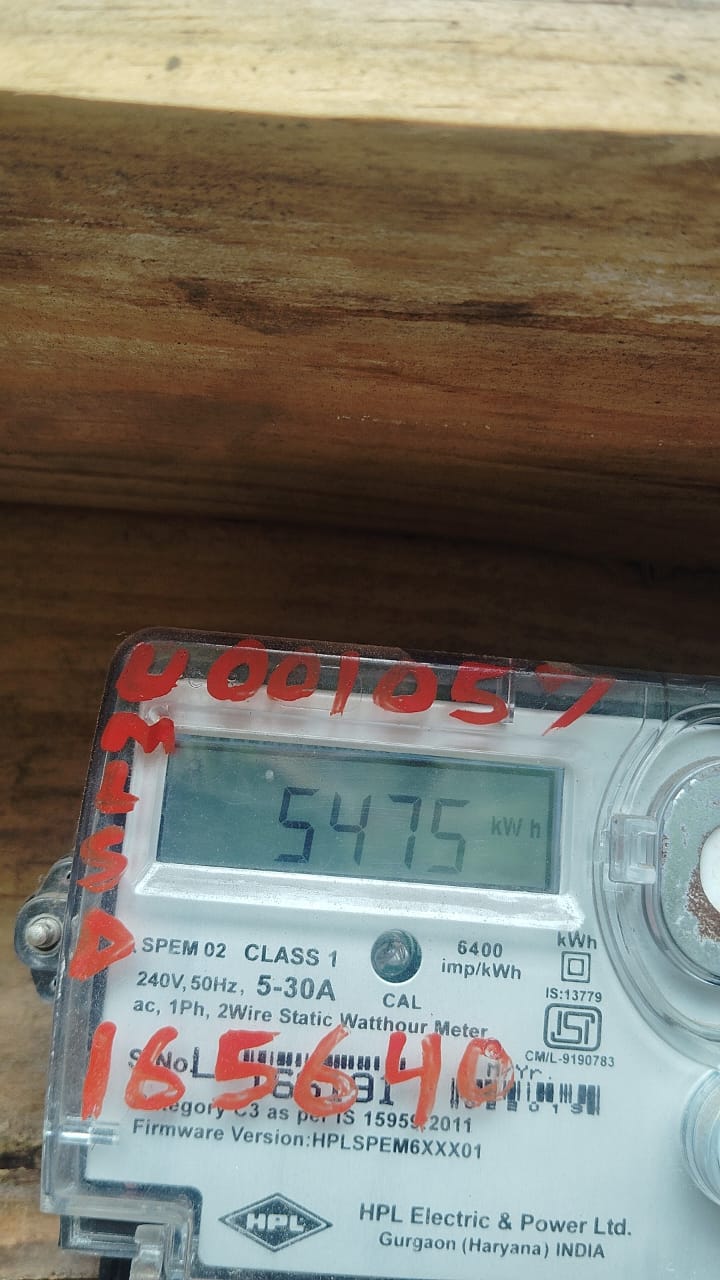 U001057
M
L
S
D
5475 kWh
SPEM 02 CLASS 1
6400 imp/kWh
kWh
240V, 50Hz, 5-30A
CAL
IS:13779
ac, 1Ph, 2Wire Static Watthour Meter
ISI
CM/L-9190783
165640
S No L
Category C3 as per IS 15959:2011
Firmware Version:HPLSPEM6XXX01
HPL
HPL Electric & Power Ltd.
Gurgaon (Haryana) INDIA